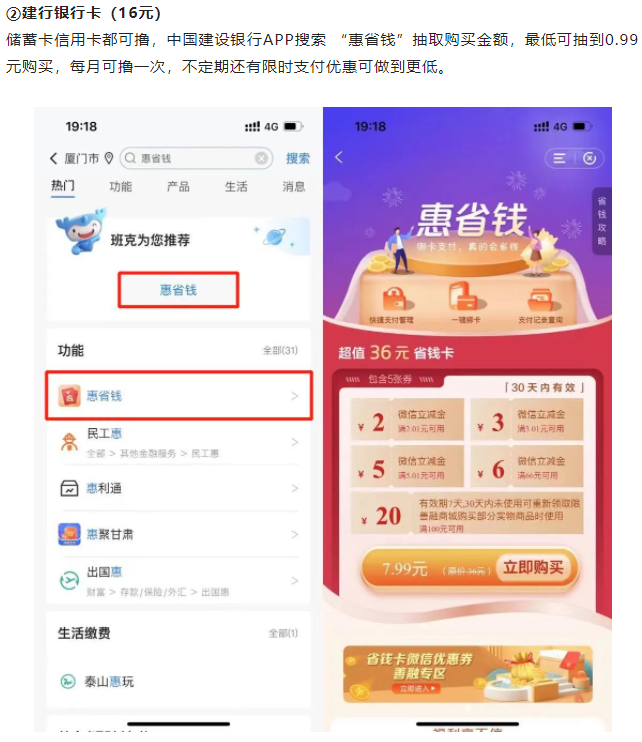 ②建行银行卡（16元）
储蓄卡信用卡都可撸，中国建设银行APP搜索 “惠省钱”抽取购买金额，最低可抽到0.99
元购买，每月可撸一次，不定期还有限时支付优惠可做到更低。
19:18
4G
厦门市
惠省钱
搜索
热门
功能
产品
生活
消息
班克为您推荐
惠省钱
功能
全部(31)
惠省钱
民工惠
全部 > 其他金融服务 > 民工惠
惠利通
惠聚甘肃
出国惠
财富 > 存款/保险/外汇 > 出国惠
生活缴费
全部(1)
泰山惠玩
19:18
4G
省钱攻略
惠省钱
绑卡支付，真的会省钱
快捷支付管理
一键绑卡
支付记录查询
超值 36 元 省钱卡
包含5张券
「30天内有效」
¥ 2 微信立减金
满2.01元可用
¥ 3 微信立减金
满3.01元可用
¥ 5 微信立减金
满5.01元可用
¥ 6 微信立减金
满66元可用
¥ 20
有效期7天,30天内未使用可重新领取赔
善融商城购买部分实物商品时使用
满100元可用
7.99元
（原价 36元）
立即购买
省钱卡微信优惠券
善融专区
立即进入